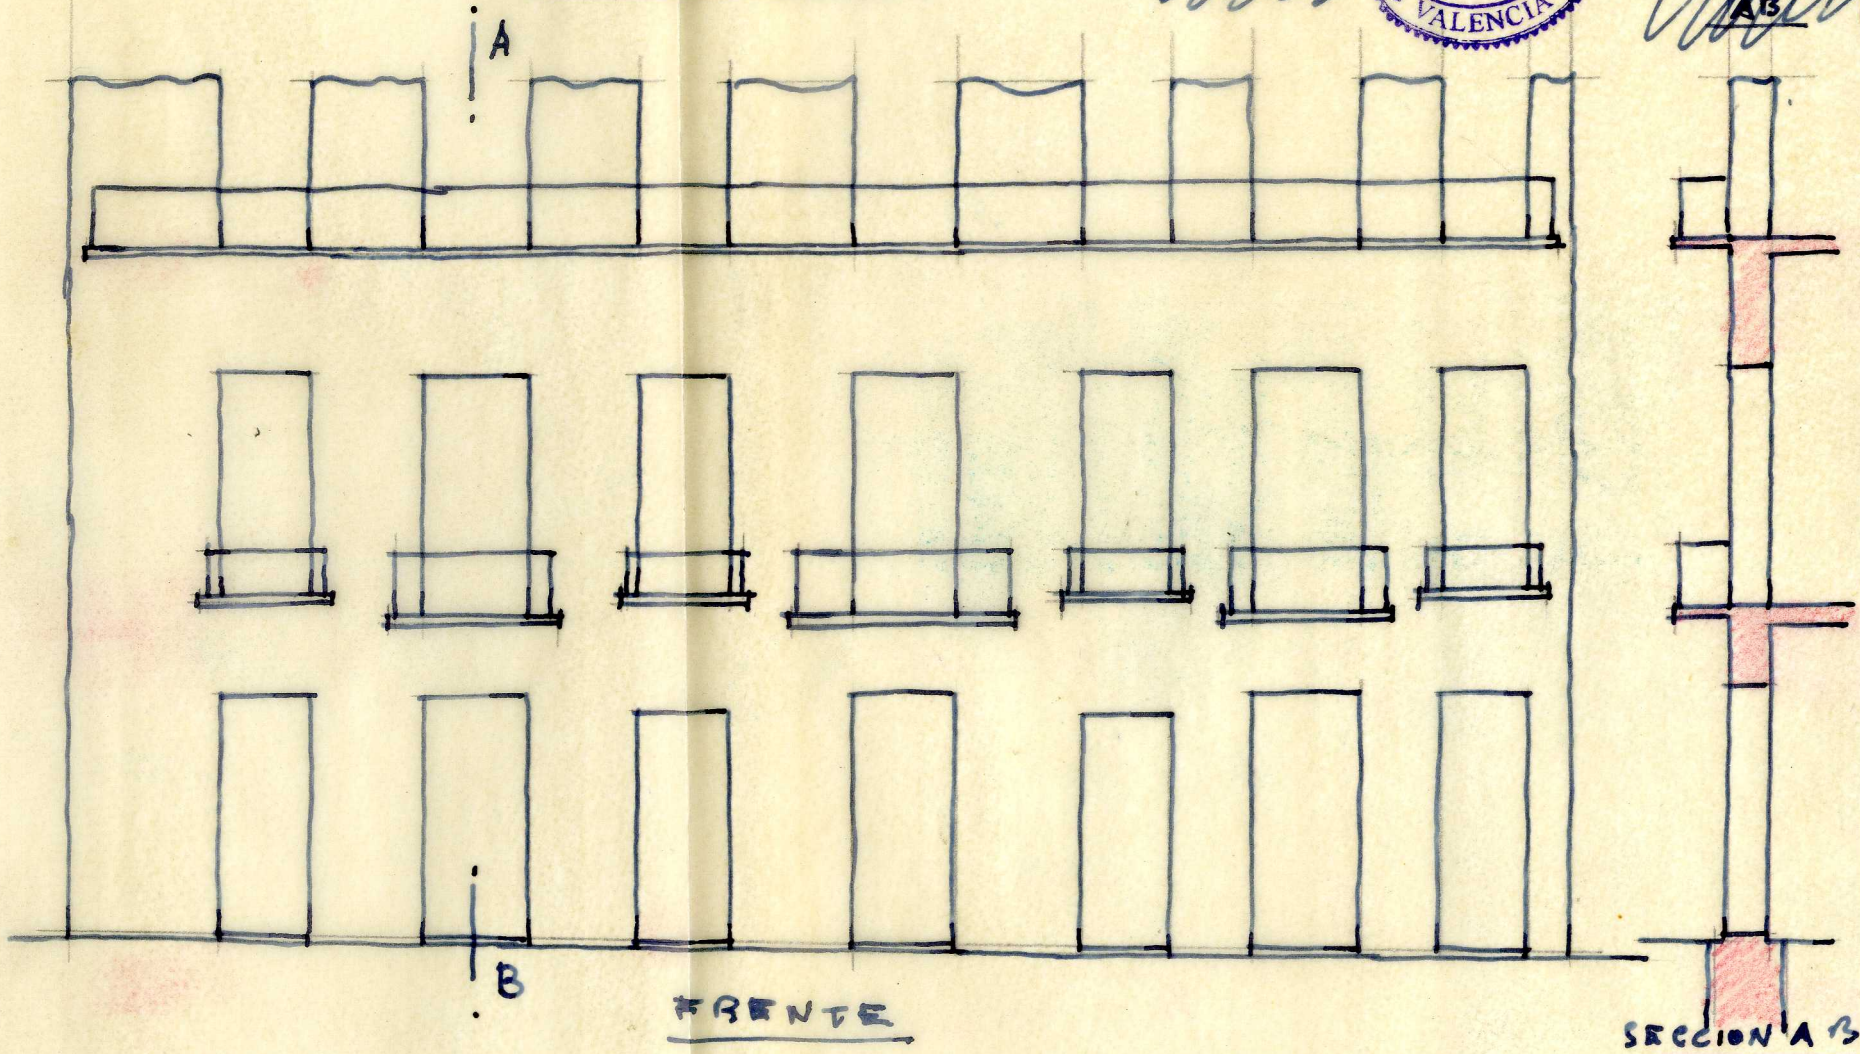 A
VALENCIA
AB
B
FRENTE
SECCION A B